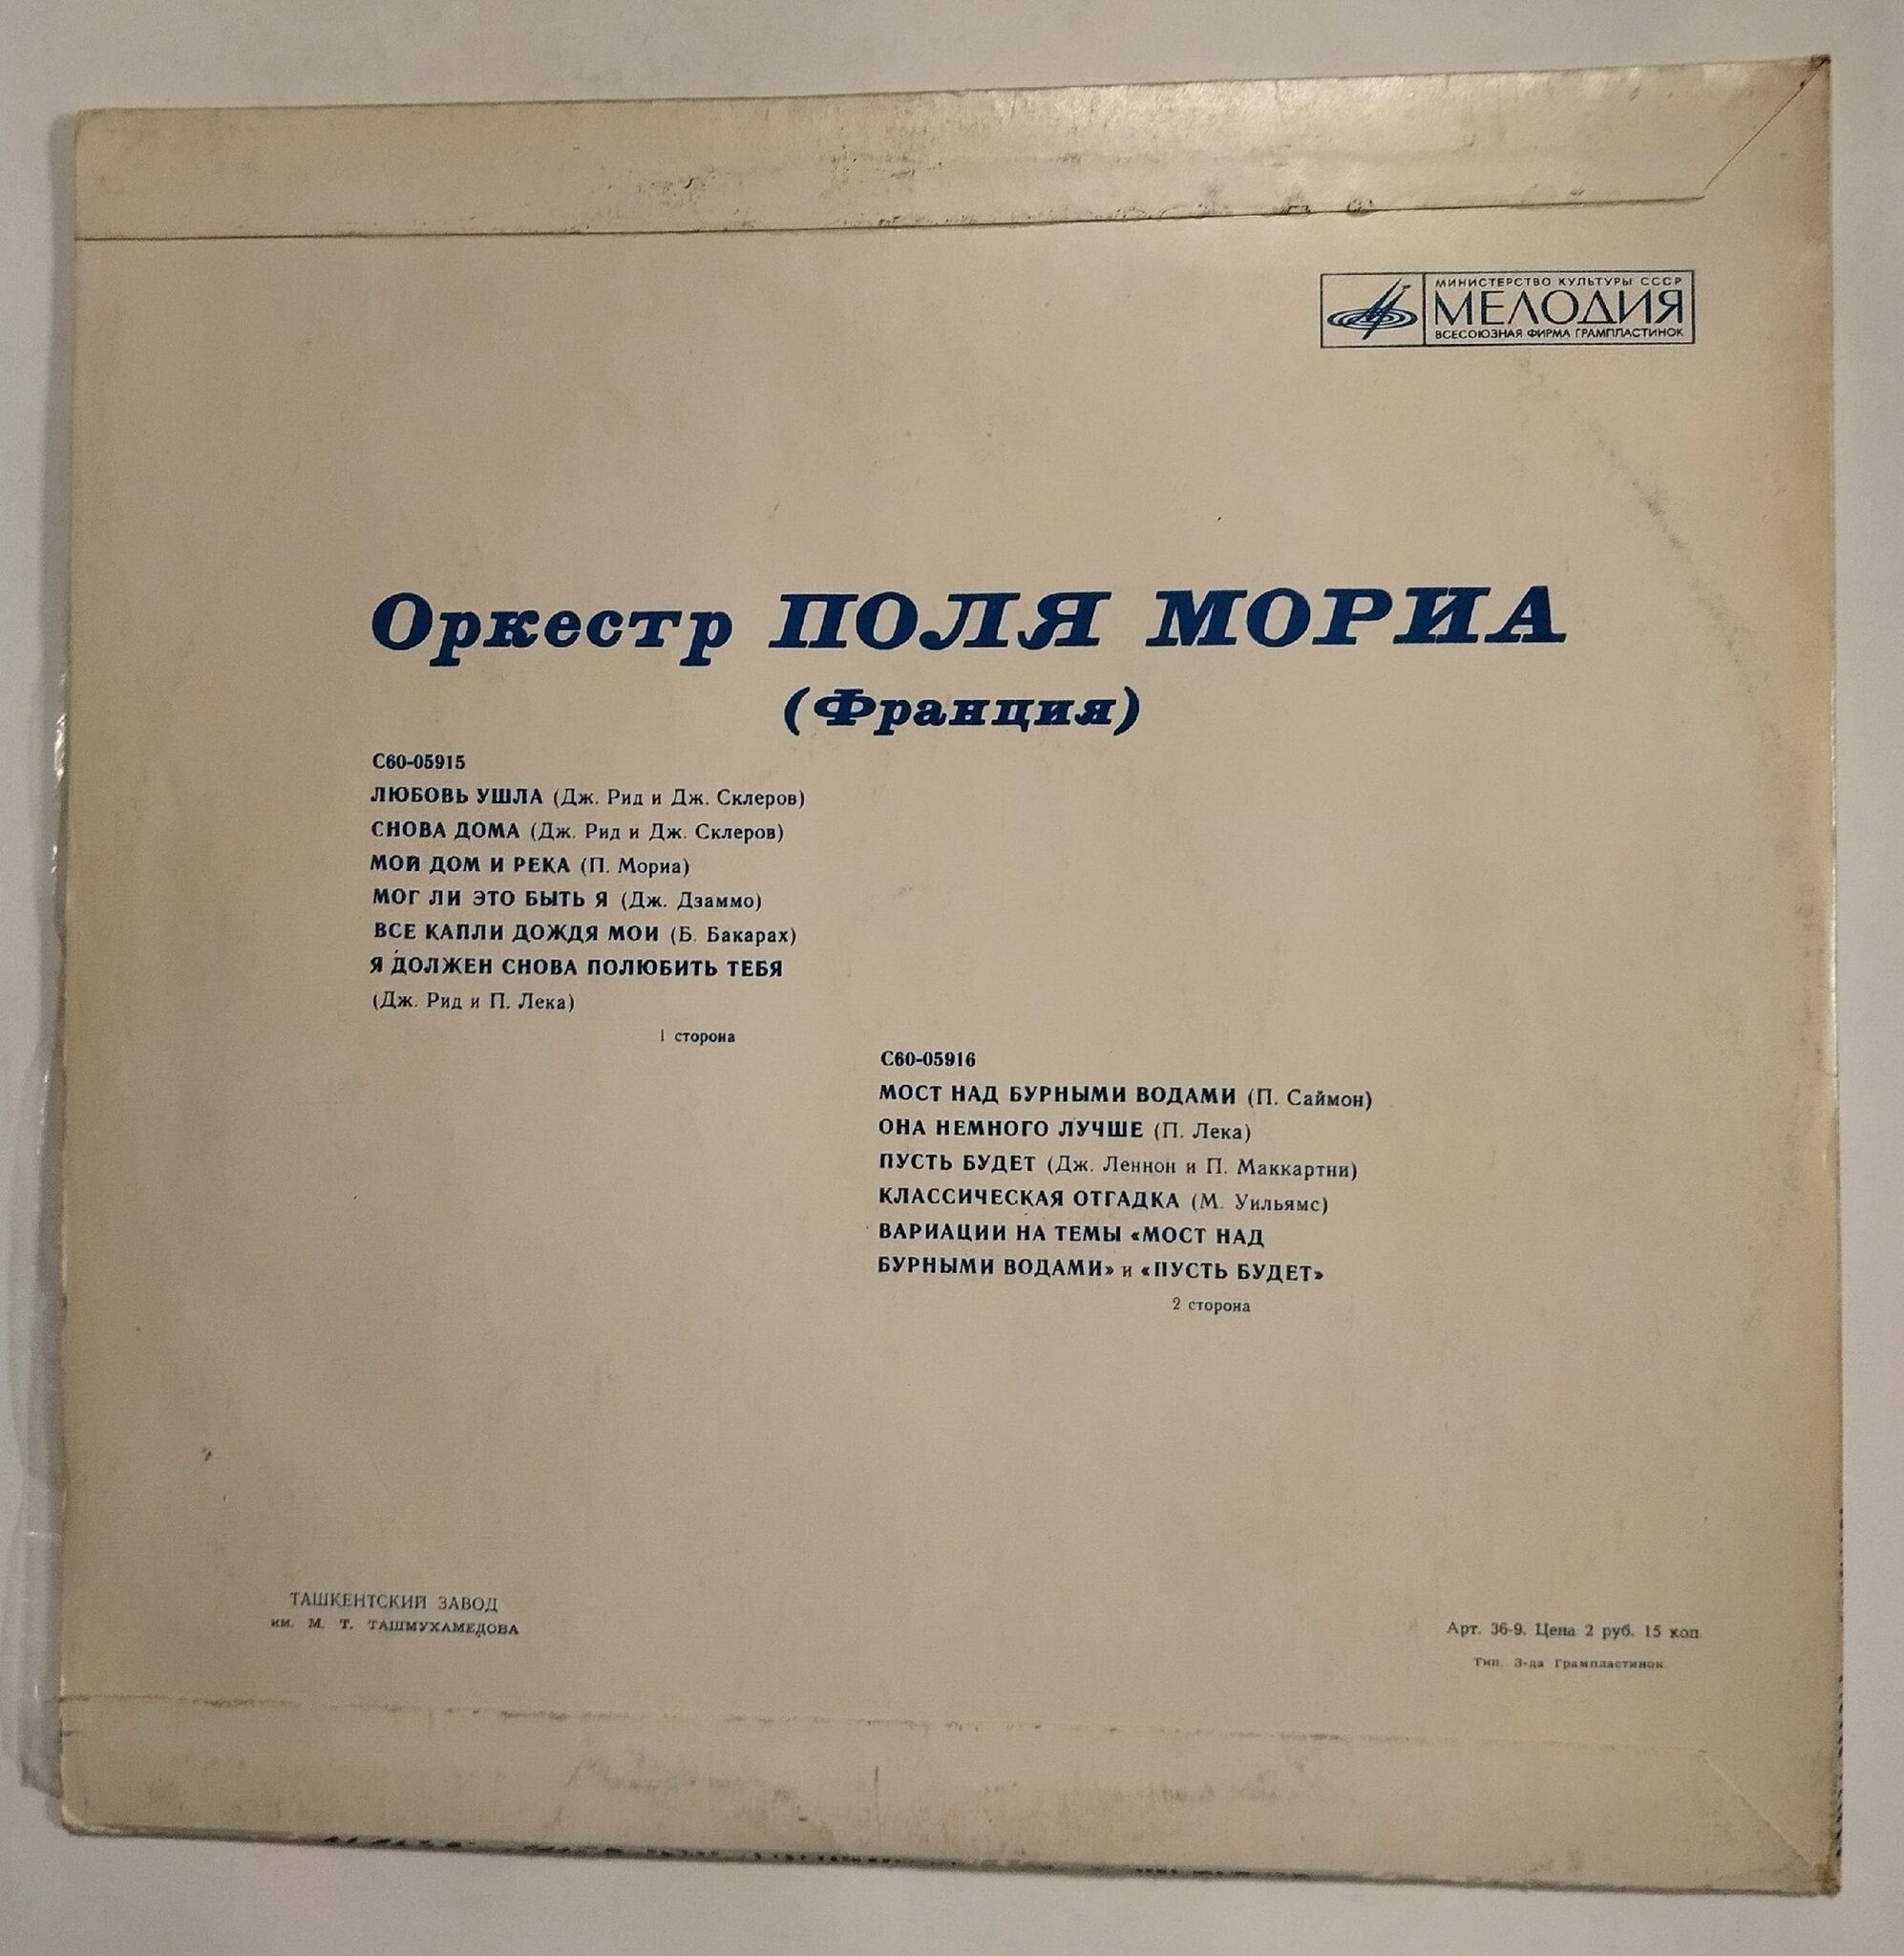 МИНИСТЕРСТВО КУЛЬТУРЫ СССР
МЕЛОДИЯ
ВСЕСОЮЗНАЯ ФИРМА ГРАМПЛАСТИНОК
Оркестр ПОЛЯ МОРИА
(Франция)
С60-05915
ЛЮБОВЬ УШЛА (Дж. Рид и Дж. Склеров)
СНОВА ДОМА (Дж. Рид и Дж. Склеров)
МОЙ ДОМ И РЕКА (П. Мориа)
МОГ ЛИ ЭТО БЫТЬ Я (Дж. Дзаммо)
ВСЕ КАПЛИ ДОЖДЯ МОИ (Б. Бакарах)
Я ДОЛЖЕН СНОВА ПОЛЮБИТЬ ТЕБЯ
(Дж. Рид и П. Лека)
1 сторона
С60-05916
МОСТ НАД БУРНЫМИ ВОДАМИ (П. Саймон)
ОНА НЕМНОГО ЛУЧШЕ (П. Лека)
ПУСТЬ БУДЕТ (Дж. Леннон и П. Маккартни)
КЛАССИЧЕСКАЯ ОТГАДКА (М. Уильямс)
ВАРИАЦИИ НА ТЕМЫ «МОСТ НАД
БУРНЫМИ ВОДАМИ» и «ПУСТЬ БУДЕТ»
2 сторона
ТАШКЕНТСКИЙ ЗАВОД
им. М. Т. ТАШМУХАМЕДОВА
Арт. 36-9. Цена 2 руб. 15 коп.
Тип. З-да Грампластинок